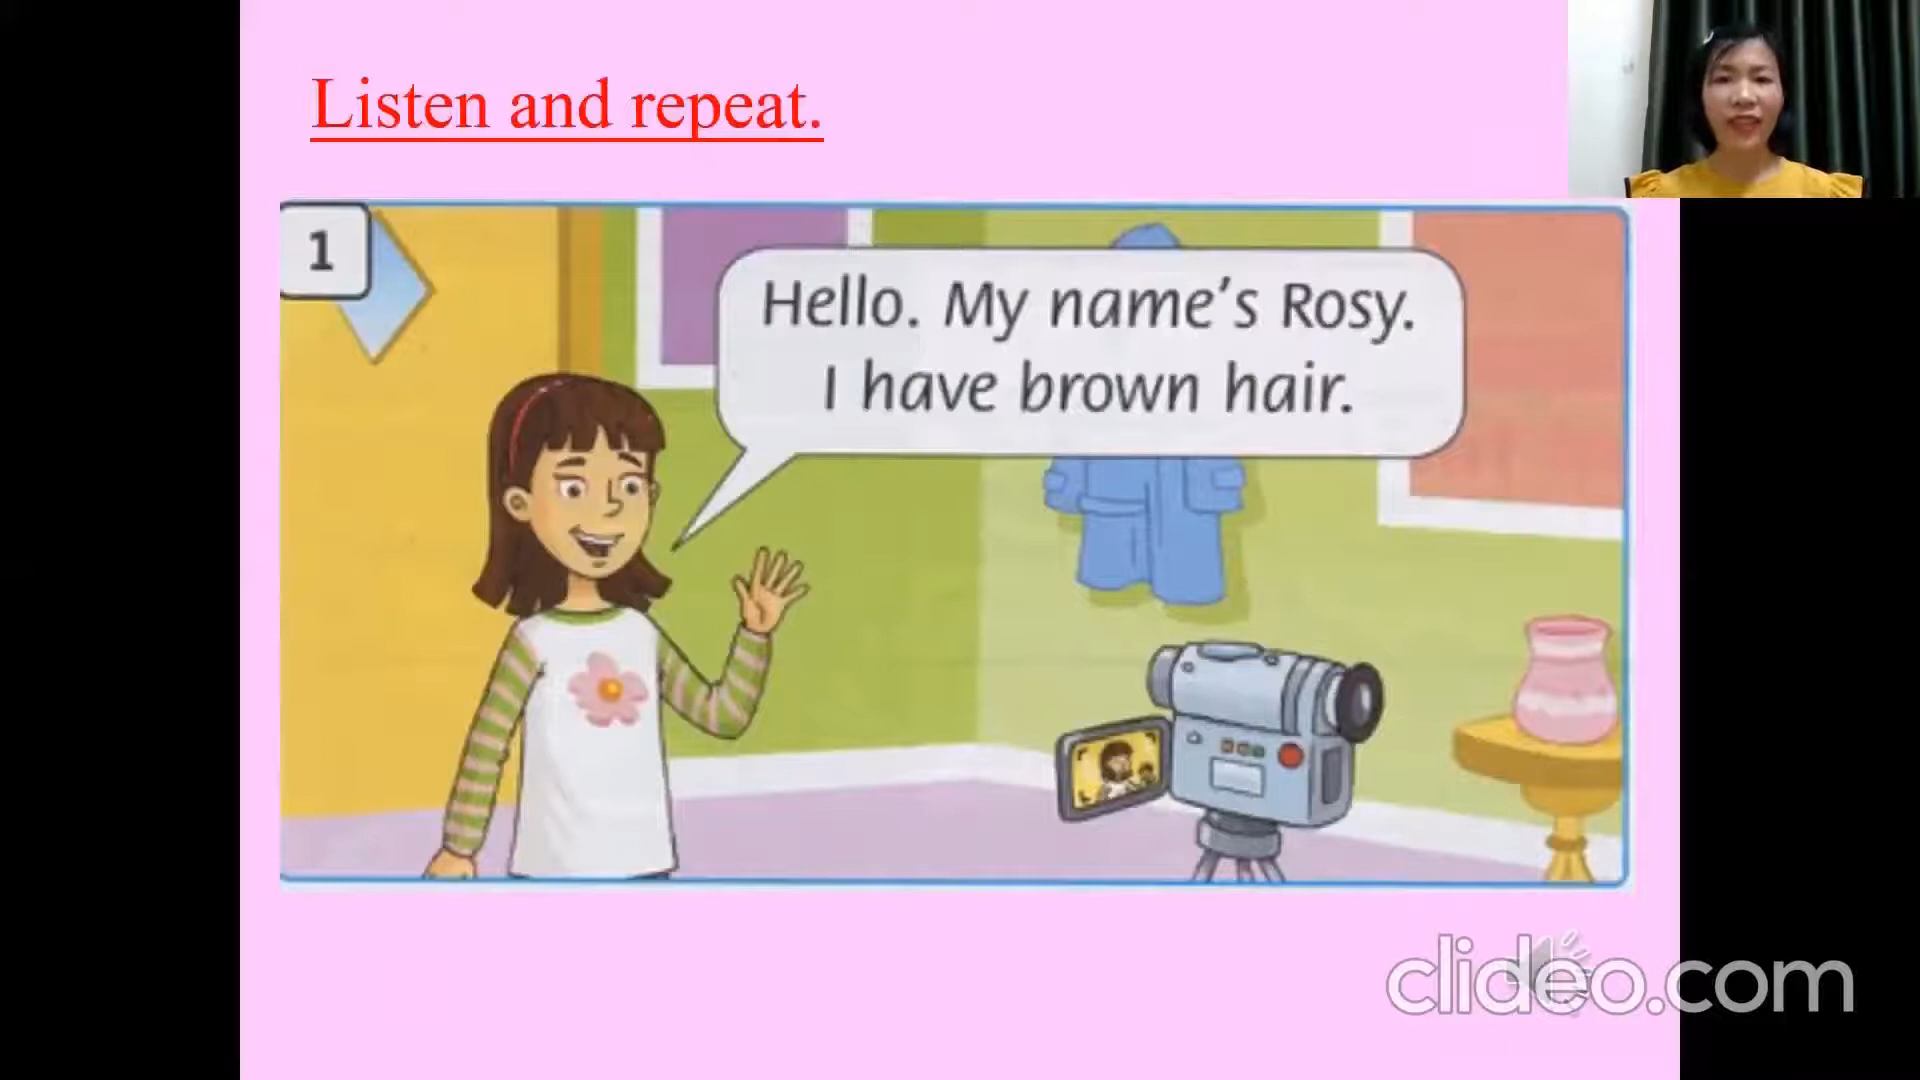 Listen and repeat.
1
Hello. My name's Rosy.
I have brown hair.
clideo.com